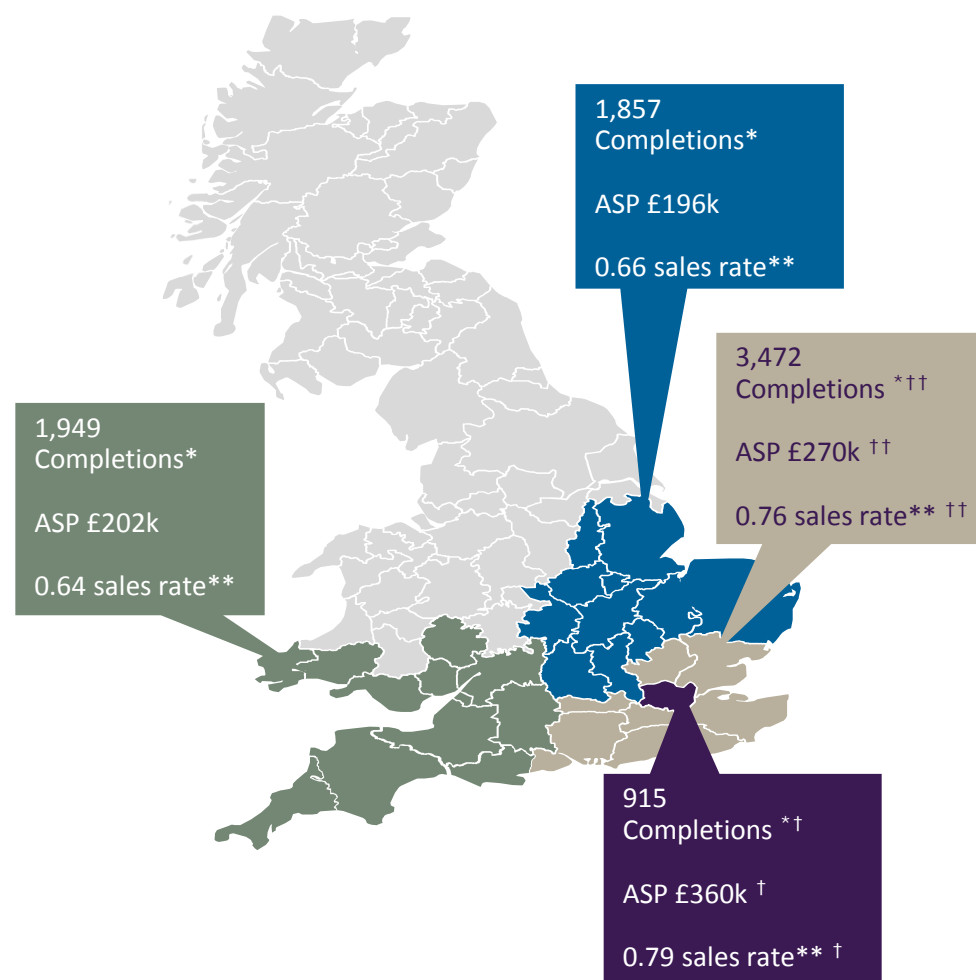 1,857
Completions*
ASP £196k
0.66 sales rate**
3,472
Completions *††
ASP £270k ††
0.76 sales rate** ††
1,949
Completions*
ASP £202k
0.64 sales rate**
915
Completions *†
ASP £360k †
0.79 sales rate** †